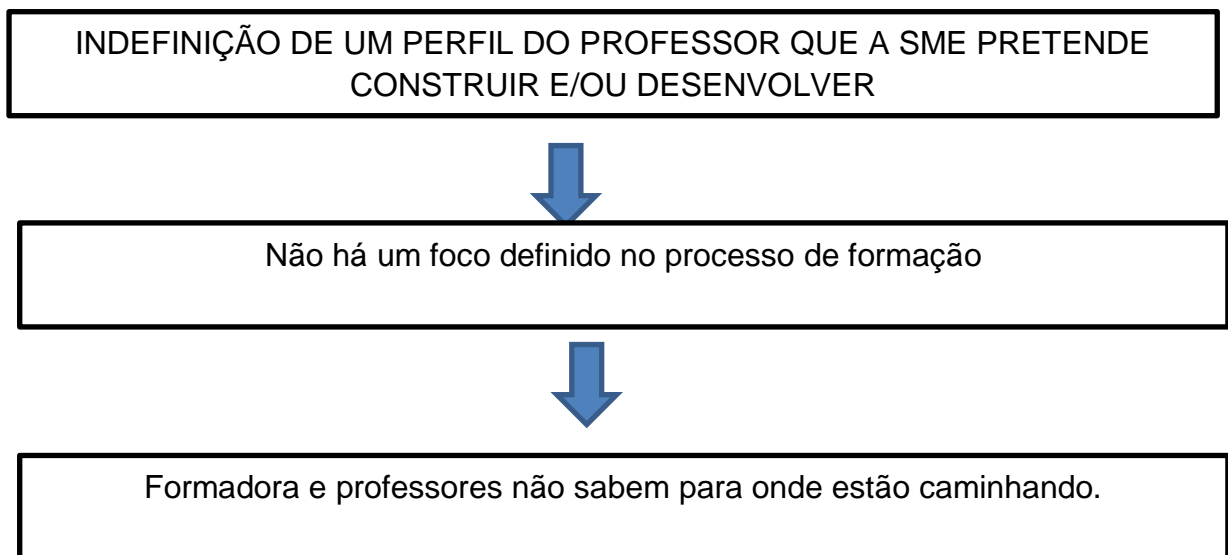 INDEFINIÇÃO DE UM PERFIL DO PROFESSOR QUE A SME PRETENDE
CONSTRUIR E/OU DESENVOLVER
Não há um foco definido no processo de formação
Formadora e professores não sabem para onde estão caminhando.